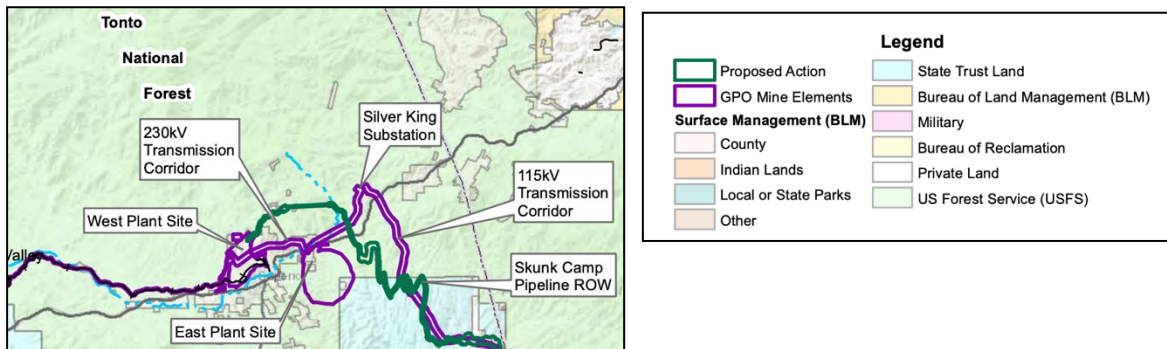 Tonto
National
Forest
Silver King
Substation
230kV
Transmission
Corridor
115kV
Transmission
Corridor
West Plant Site
Valley
Skunk Camp
Pipeline ROW
East Plant Site
Legend
Proposed Action
GPO Mine Elements
Surface Management (BLM)
County
Indian Lands
Local or State Parks
Other
State Trust Land
Bureau of Land Management (BLM)
Military
Bureau of Reclamation
Private Land
US Forest Service (USFS)